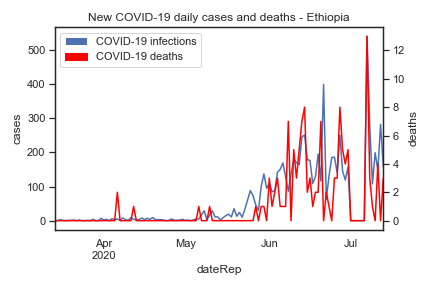 New COVID-19 daily cases and deaths - Ethiopia
COVID-19 infections
COVID-19 deaths
500
400
300
200
100
0
cases
12
10
8
6
4
2
0
deaths
Apr
2020
May
Jun
Jul
dateRep